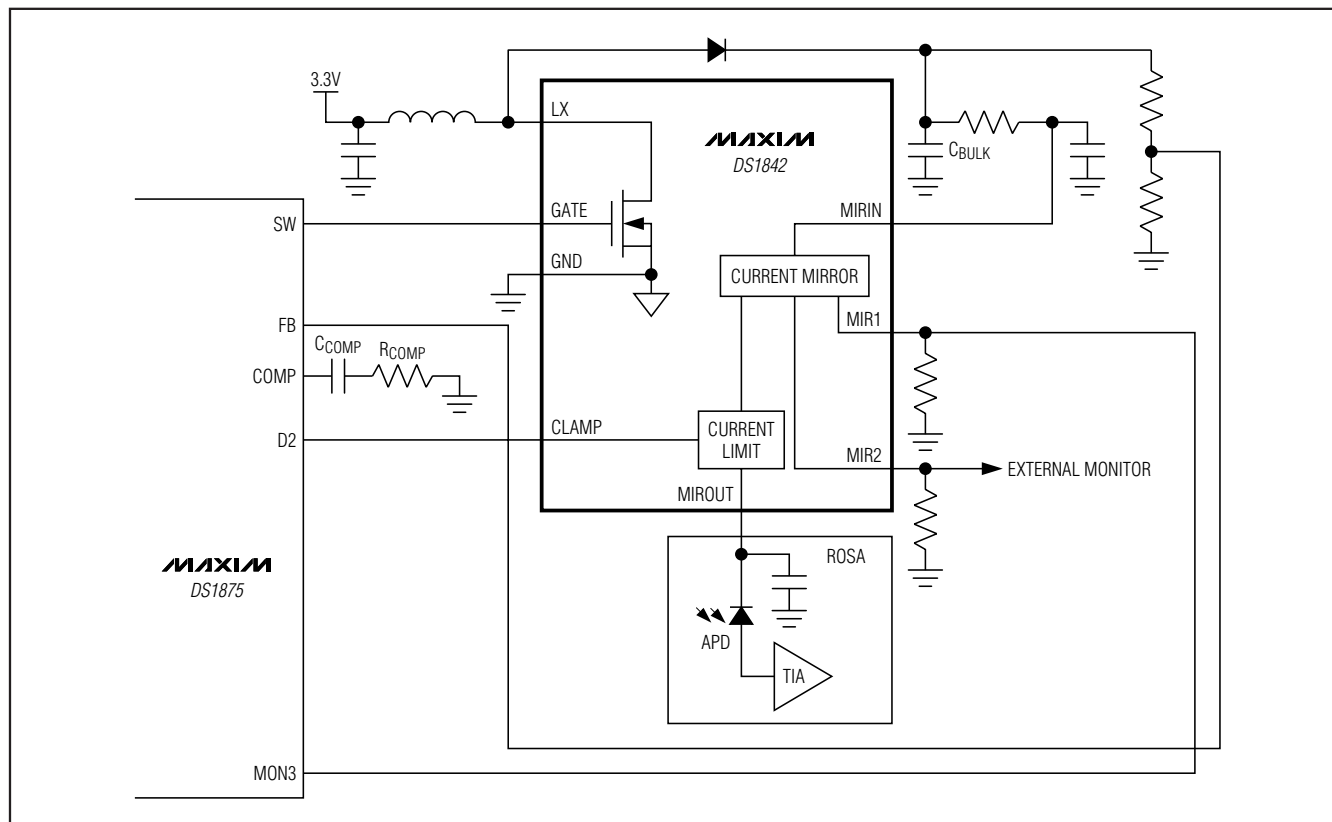 3.3V
LX
MAXIM
DS1842
CBULK
SW
GATE
MIRIN
GND
CURRENT MIRROR
FB
MIR1
CCOMP
RCOMP
COMP
D2
CLAMP
CURRENT
LIMIT
MIR2
EXTERNAL MONITOR
MIROUT
ROSA
MAXIM
DS1875
APD
TIA
MON3